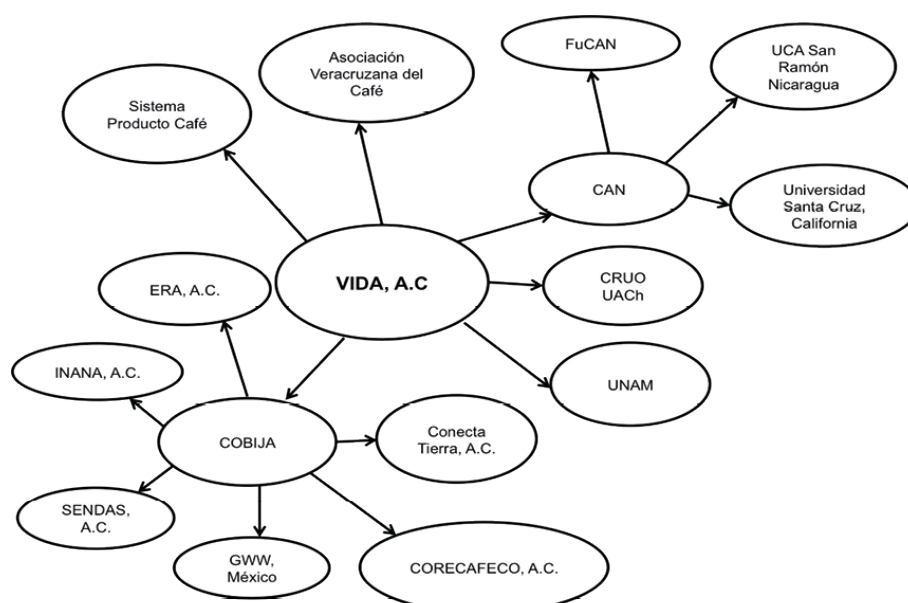 FuCAN
Asociación
Veracruzana del
Café
UCA San
Ramón
Nicaragua
Sistema
Producto Café
CAN
Universidad
Santa Cruz,
California
VIDA, A.C
ERA, A.C.
CRUO
UACh
INANA, A.C.
UNAM
COBIJA
Conecta
Tierra, A.C.
SENDAS,
A.C.
GWW,
México
CORECAFECO, A.C.